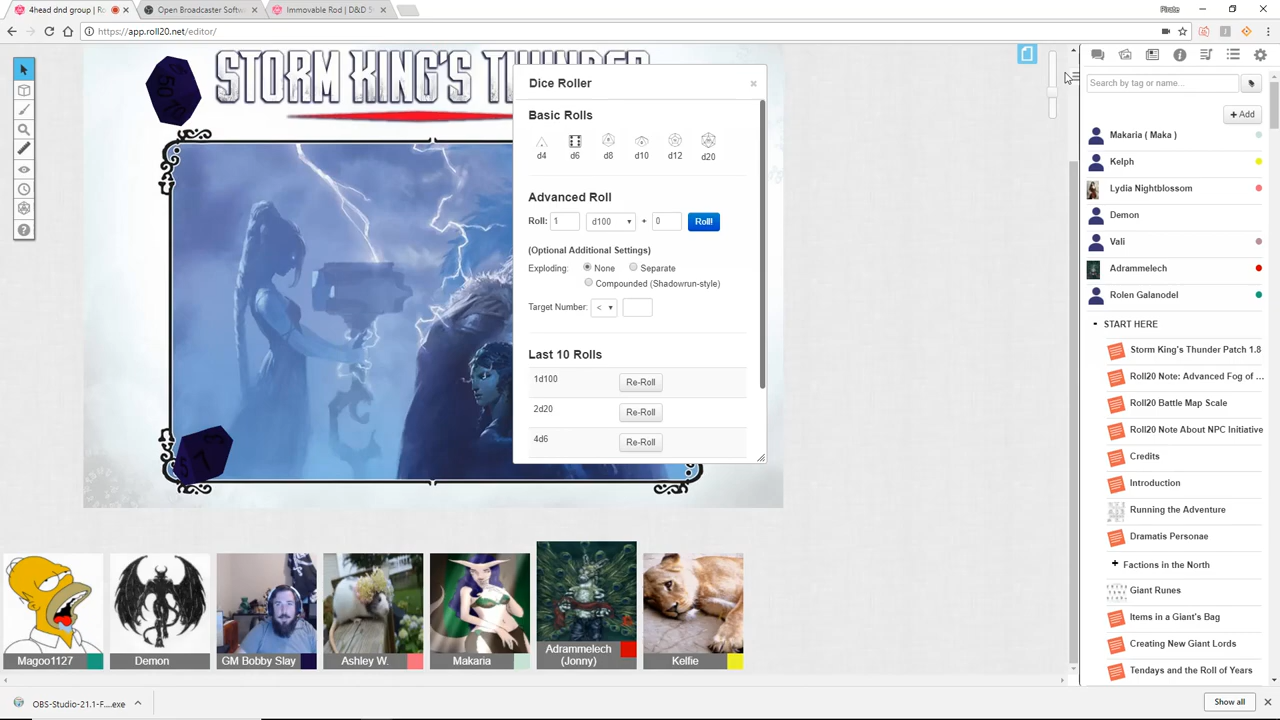 4head dnd group | Ro
Open Broadcaster Softw
Immovable Rod | D&D 5
Pirate
https://app.roll20.net/editor/
STORM KING'S THUNDER
Dice Roller
Basic Rolls
d4 d6 d8 d10 d12 d20
Advanced Roll
Roll: 1 d100 + 0 Roll!
(Optional Additional Settings)
Exploding: None Separate
Compounded (Shadowrun-style)
Target Number: <
Last 10 Rolls
1d100 Re-Roll
2d20 Re-Roll
4d6 Re-Roll
Search by tag or name...
+ Add
Makaria ( Maka )
Kelph
Lydia Nightblossom
Demon
Vali
Adrammelech
Rolen Galanodel
START HERE
Storm King's Thunder Patch 1.8
Roll20 Note: Advanced Fog of ...
Roll20 Battle Map Scale
Roll20 Note About NPC Initiative
Credits
Introduction
Running the Adventure
Dramatis Personae
+ Factions in the North
Giant Runes
Items in a Giant's Bag
Creating New Giant Lords
Tendays and the Roll of Years
Magoo1127
Demon
GM Bobby Slay
Ashley W.
Makaria
Adrammelech
(Jonny)
Kelfie
OBS-Studio-21.1-F....exe
Show all